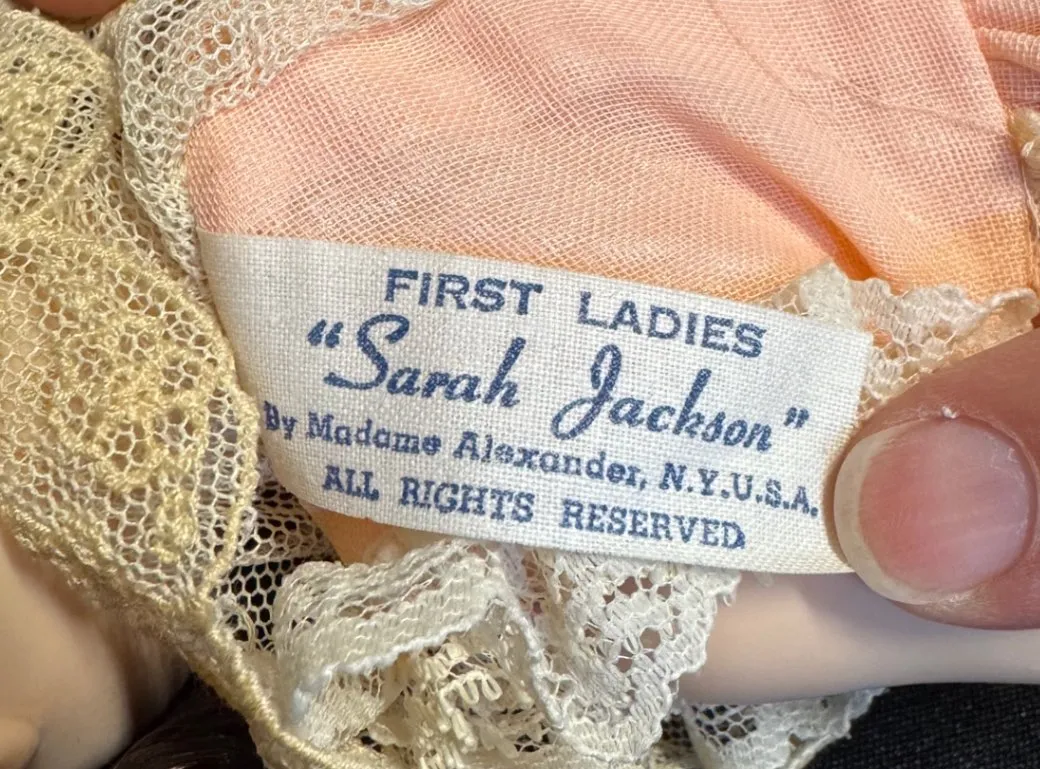 FIRST LADIES
"Sarah Jackson"
By Madame Alexander, N.Y.U.S.A.
ALL RIGHTS RESERVED